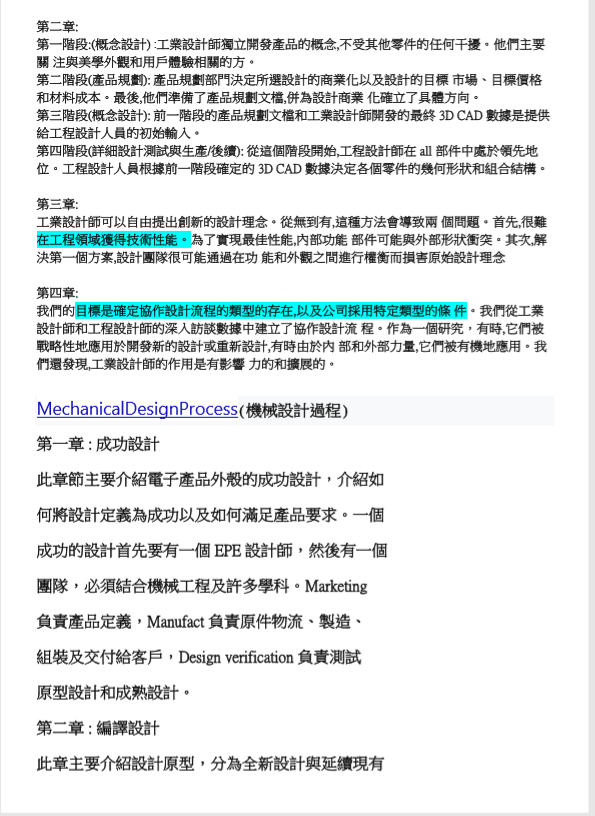 第二章:
第一階段:(概念設計) :工業設計師獨立開發產品的概念,不受其他零件的任何干擾。他們主要
關 注與美學外觀和用戶體驗相關的方。
第二階段(產品規劃): 產品規劃部門決定所選設計的商業化以及設計的目標 市場、目標價格
和材料成本。最後,他們準備了產品規劃文檔,併為設計商業 化確立了具體方向。
第三階段(概念設計): 前一階段的產品規劃文檔和工業設計師開發的最終 3D CAD 數據是提供
給工程設計人員的初始輸入。
第四階段(詳細設計測試與生產/後續): 從這個階段開始,工程設計師在 all 部件中處於領先地
位。工程設計人員根據前一階段確定的 3D CAD 數據決定各個零件的幾何形狀和組合結構。
第三章:
工業設計師可以自由提出創新的設計理念。從無到有,這種方法會導致兩 個問題。首先,很難
在工程領域獲得技術性能。為了實現最佳性能,內部功能 部件可能與外部形狀衝突。其次,解
決第一個方案,設計團隊很可能通過在功 能和外觀之間進行權衡而損害原始設計理念
第四章:
我們的目標是確定協作設計流程的類型的存在,以及公司採用特定類型的條 件。我們從工業
設計師和工程設計師的深入訪談數據中建立了協作設計流 程。作為一個研究，有時,它們被
戰略性地應用於開發新的設計或重新設計,有時由於內 部和外部力量,它們被有機地應用。我
們還發現,工業設計師的作用是有影響 力的和擴展的。
MechanicalDesignProcess(機械設計過程)
第一章 : 成功設計
此章節主要介紹電子產品外殼的成功設計，介紹如
何將設計定義為成功以及如何滿足產品要求。一個
成功的設計首先要有一個 EPE 設計師，然後有一個
團隊，必須結合機械工程及許多學科。Marketing
負責產品定義，Manufact 負責原件物流、製造、
組裝及交付給客戶，Design verification 負責測試
原型設計和成熟設計。
第二章 : 編譯設計
此章主要介紹設計原型，分為全新設計與延續現有